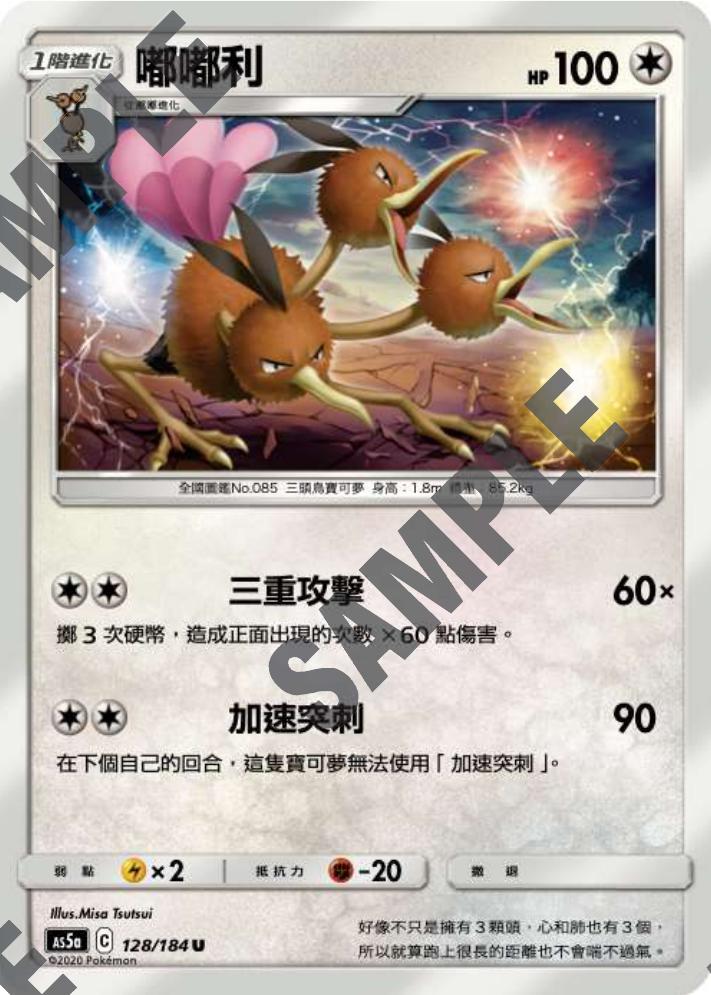 1階進化
嘟嘟利
HP 100
從嘟嘟進化
全國圖鑑No.085 三頭鳥寶可夢 身高：1.8m 體重：85.2kg
三重攻擊 60×
擲 3 次硬幣，造成正面出現的次數 ×60 點傷害。
加速突刺 90
在下個自己的回合，這隻寶可夢無法使用「加速突刺」。
弱點 ×2 抵抗力 -20 撤退
Illus.Misa Tsutsui
AS5a C 128/184 U
©2020 Pokémon
好像不只是擁有3顆頭，心和肺也有3個，
所以就算跑上很長的距離也不會喘不過氣。
SAMPLE